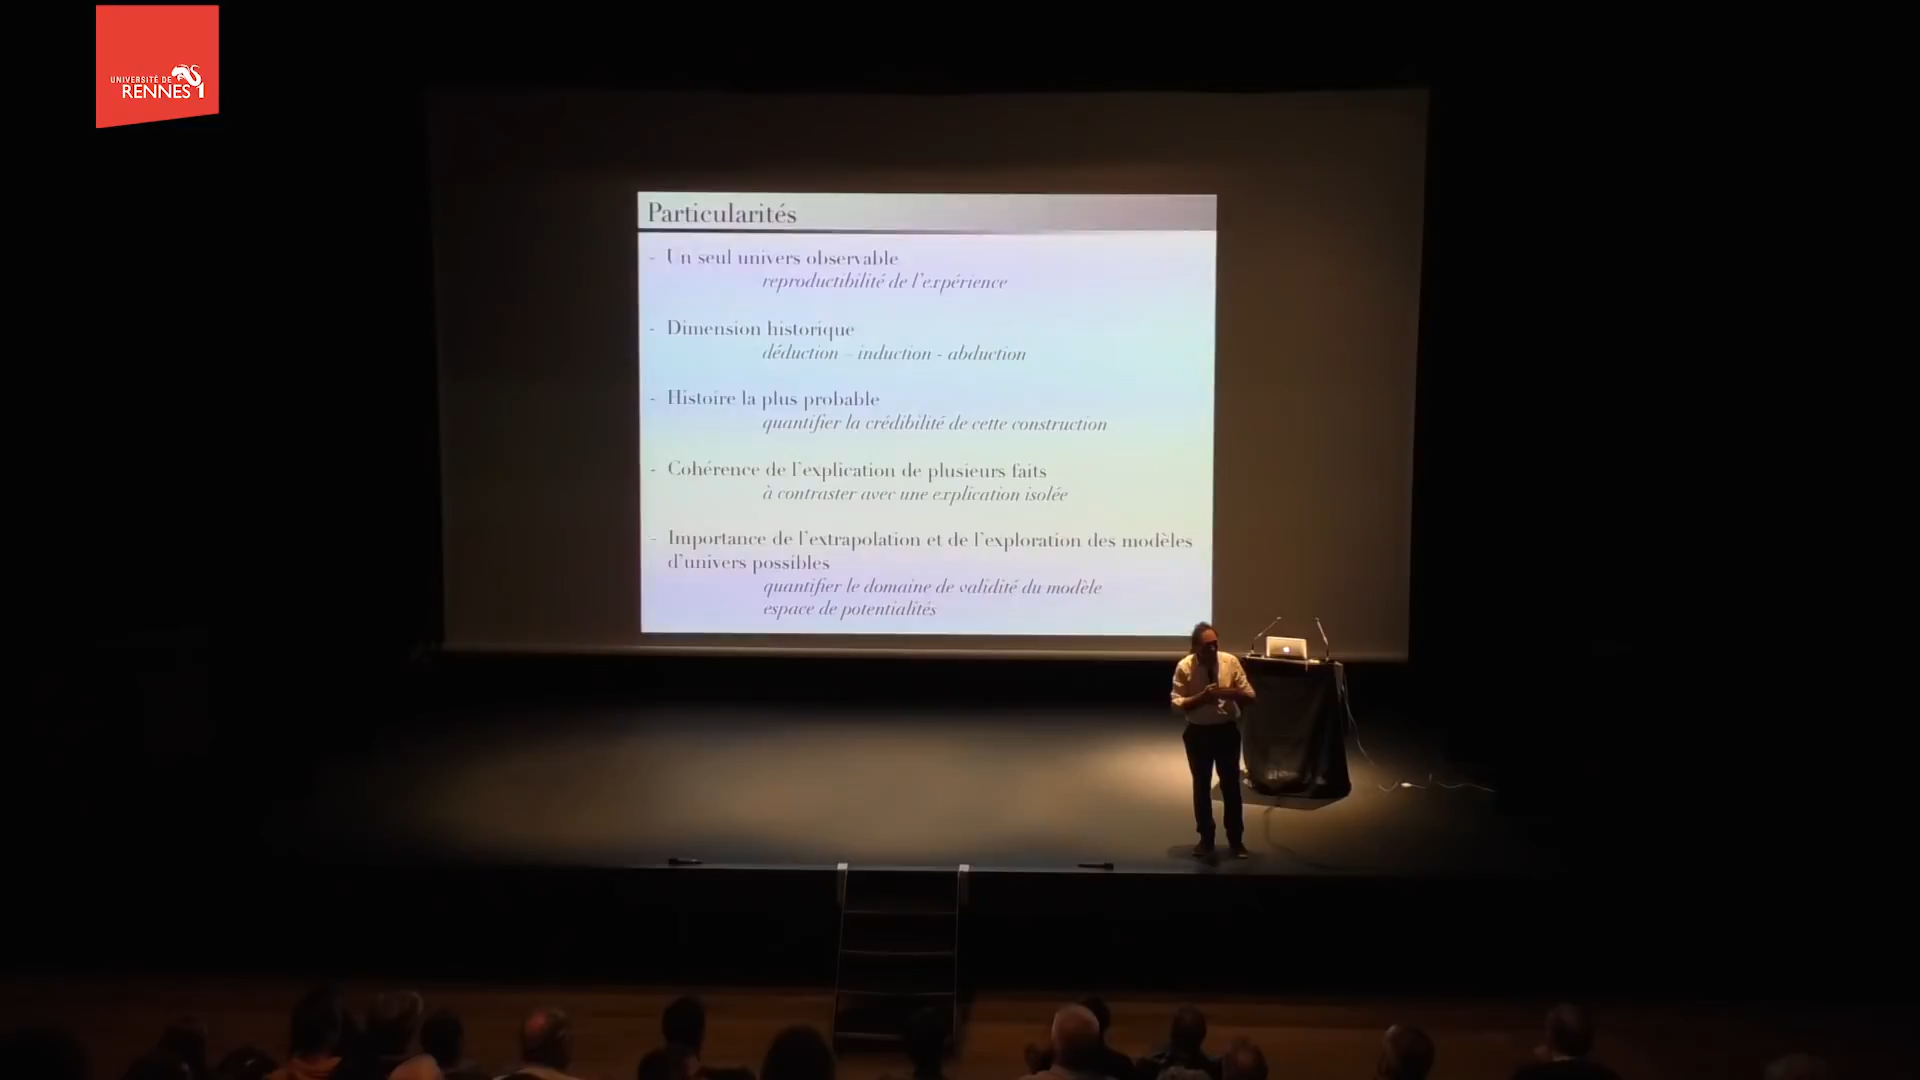 UNIVERSITÉ DE
RENNES 1
Particularités
- Un seul univers observable
reproductibilité de l'expérience
- Dimension historique
déduction - induction - abduction
- Histoire la plus probable
quantifier la crédibilité de cette construction
- Cohérence de l'explication de plusieurs faits
à contraster avec une explication isolée
- Importance de l'extrapolation et de l'exploration des modèles
d'univers possibles
quantifier le domaine de validité du modèle
espace de potentialités